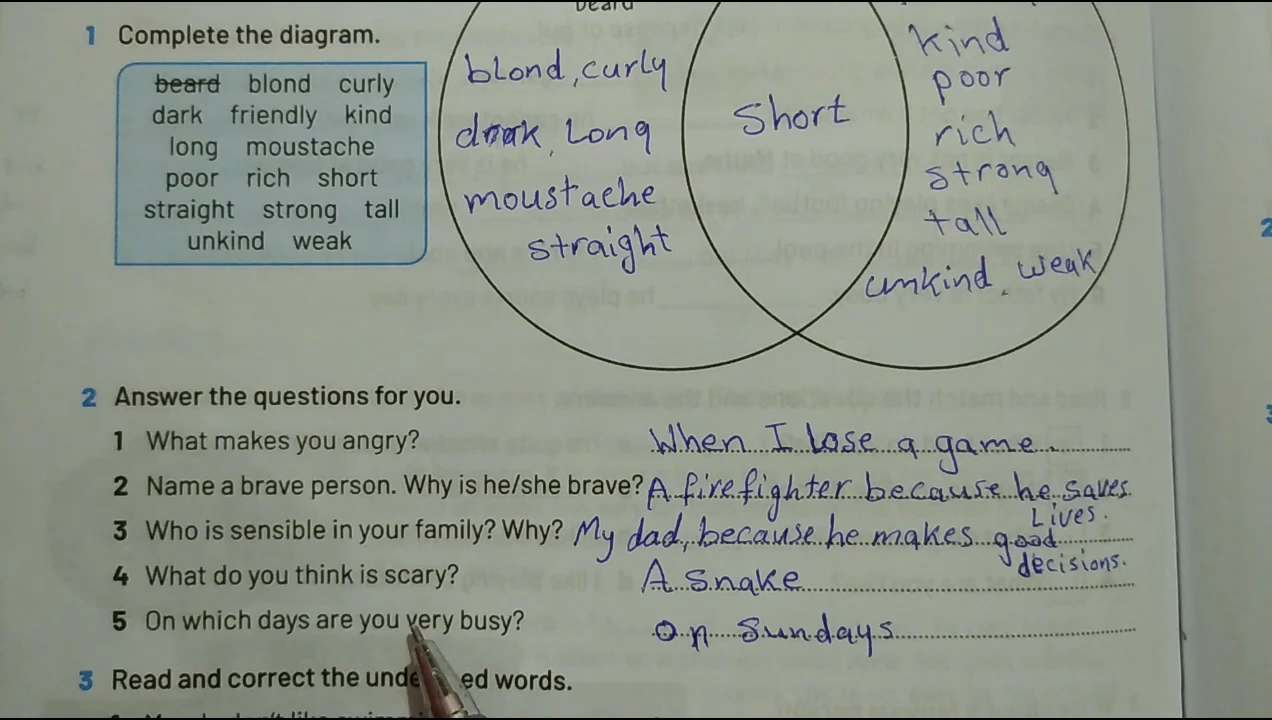 beard
1 Complete the diagram.
beard blond curly
dark friendly kind
long moustache
poor rich short
straight strong tall
unkind weak
blond, curly
dark, Long
moustache
straight
Short
kind
poor
rich
strong
tall
unkind, weak
2 Answer the questions for you.
1 What makes you angry? When I lose a game.
2 Name a brave person. Why is he/she brave? A firefighter because he saves Lives.
3 Who is sensible in your family? Why? My dad, because he makes good decisions.
4 What do you think is scary? A snake
5 On which days are you very busy? on Sundays
3 Read and correct the words.